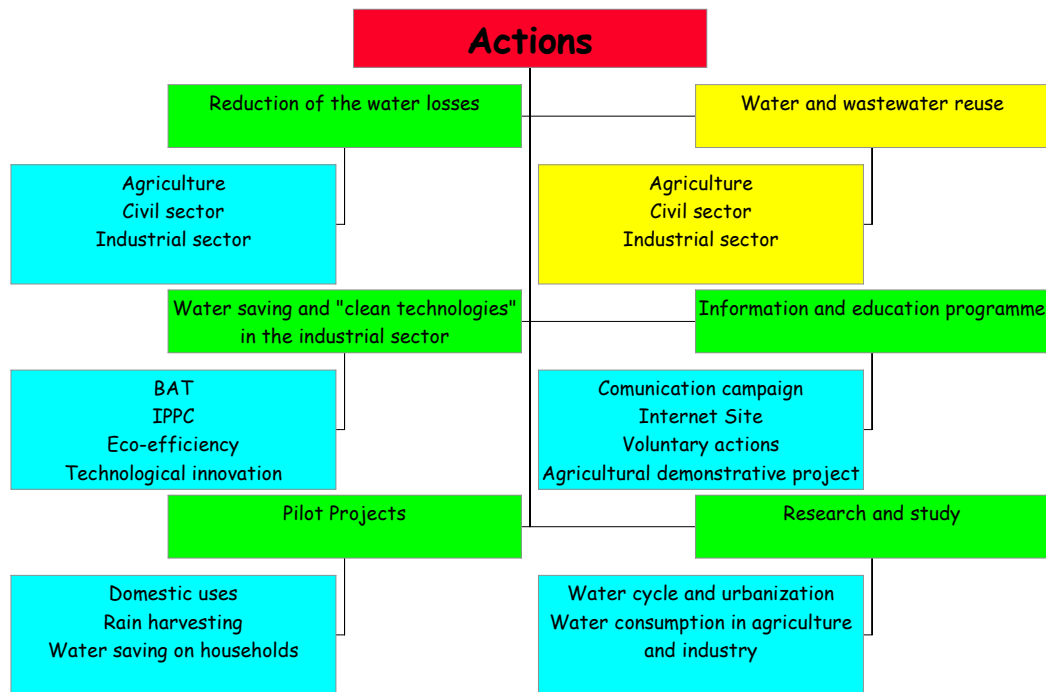 Actions
Reduction of the water losses
Water and wastewater reuse
Agriculture
Civil sector
Industrial sector
Agriculture
Civil sector
Industrial sector
Water saving and "clean technologies"
in the industrial sector
Information and education programme
BAT
IPPC
Eco-efficiency
Technological innovation
Comunication campaign
Internet Site
Voluntary actions
Agricultural demonstrative project
Pilot Projects
Research and study
Domestic uses
Rain harvesting
Water saving on households
Water cycle and urbanization
Water consumption in agriculture
and industry